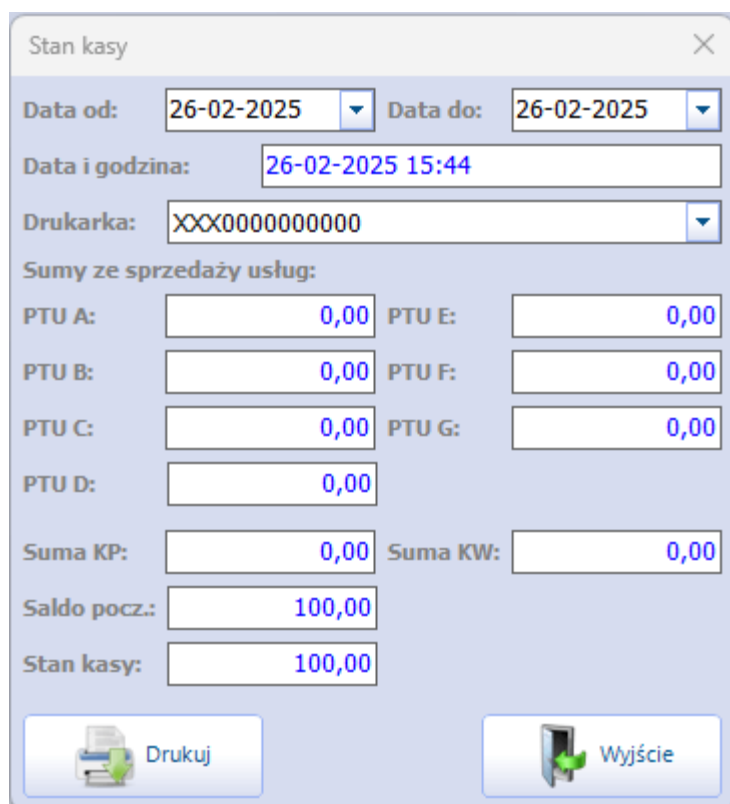 Stan kasy
Data od: 26-02-2025 Data do: 26-02-2025
Data i godzina: 26-02-2025 15:44
Drukarka: XXX0000000000
Sumy ze sprzedaży usług:
PTU A: 0,00 PTU E: 0,00
PTU B: 0,00 PTU F: 0,00
PTU C: 0,00 PTU G: 0,00
PTU D: 0,00
Suma KP: 0,00 Suma KW: 0,00
Saldo pocz.: 100,00
Stan kasy: 100,00
Drukuj Wyjście